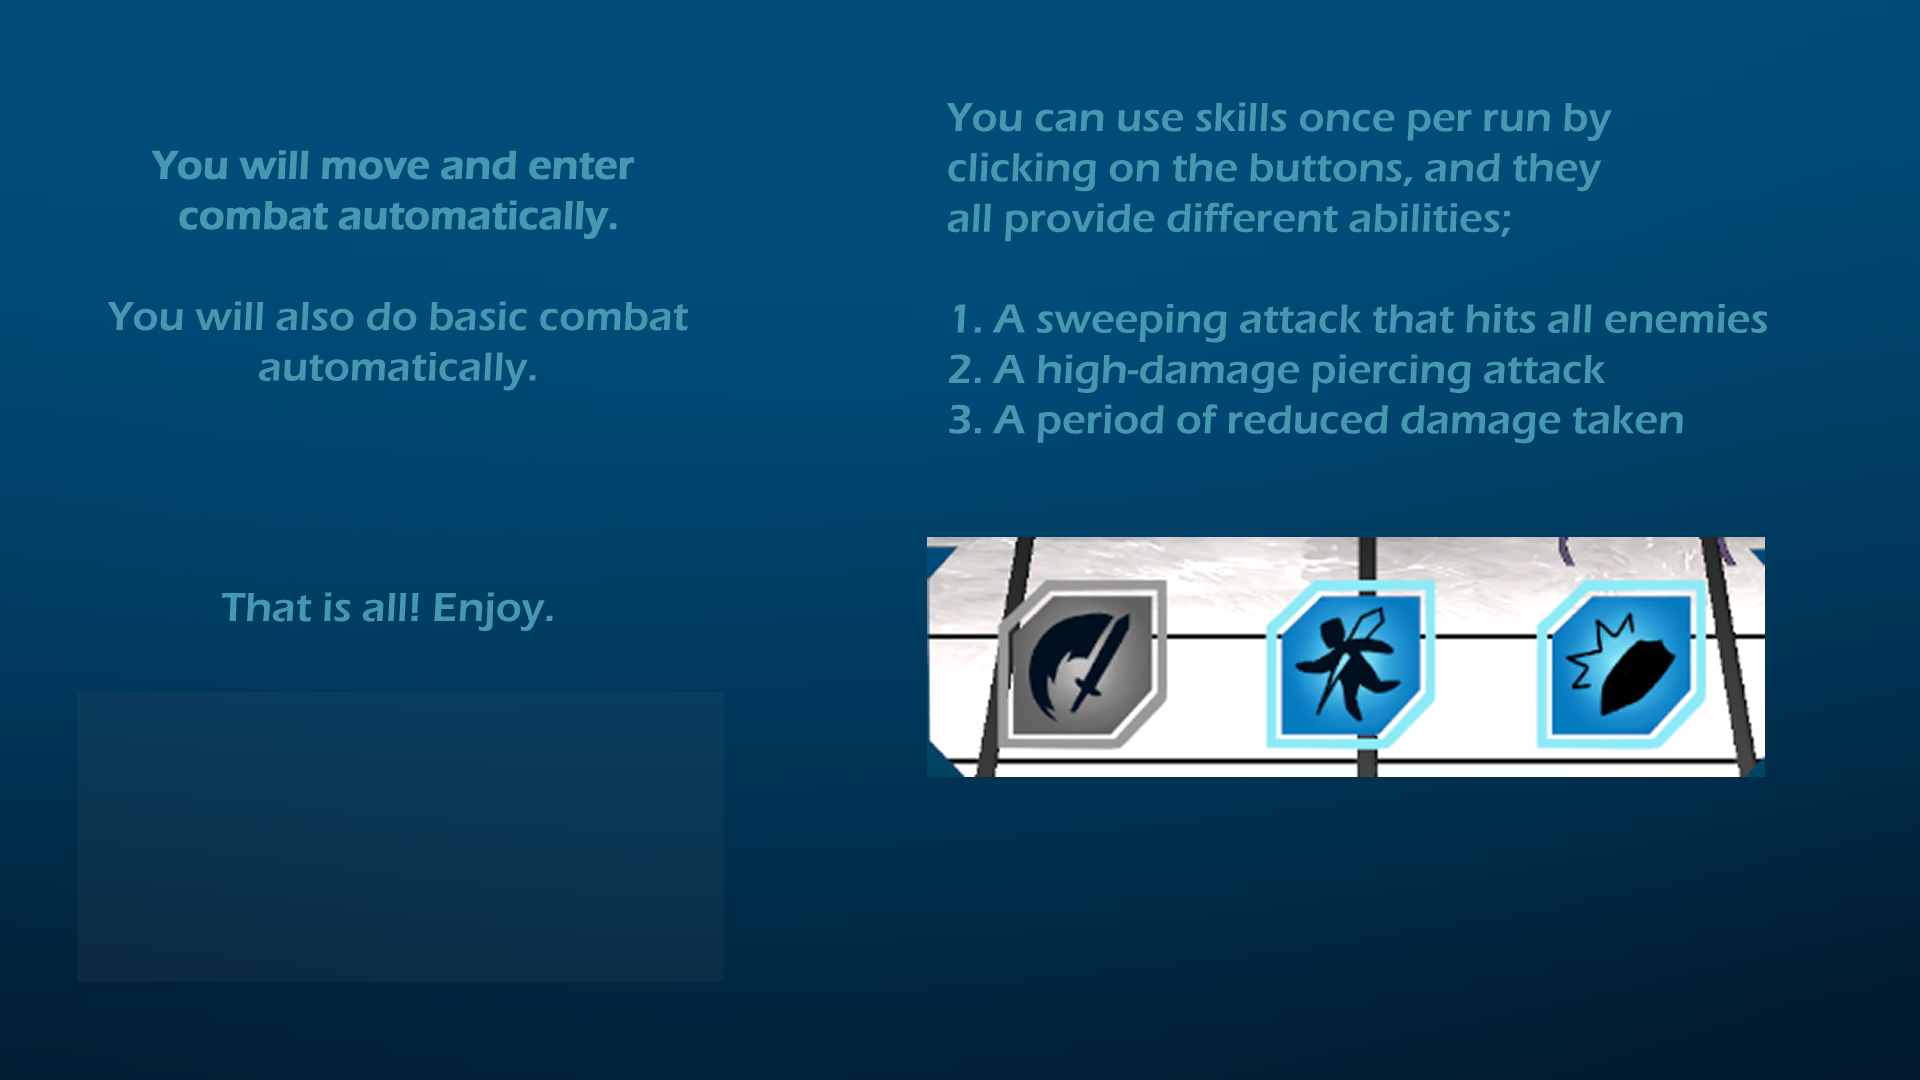 You will move and enter
combat automatically.
You will also do basic combat
automatically.
That is all! Enjoy.
You can use skills once per run by
clicking on the buttons, and they
all provide different abilities;
1. A sweeping attack that hits all enemies
2. A high-damage piercing attack
3. A period of reduced damage taken